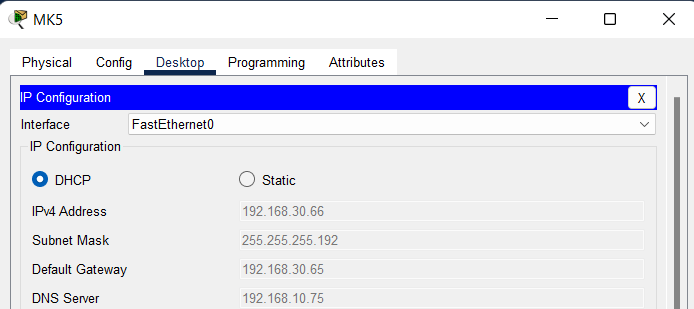 MK5
Physical Config Desktop Programming Attributes
IP Configuration X
Interface FastEthernet0
IP Configuration
DHCP Static
IPv4 Address 192.168.30.66
Subnet Mask 255.255.255.192
Default Gateway 192.168.30.65
DNS Server 192.168.10.75